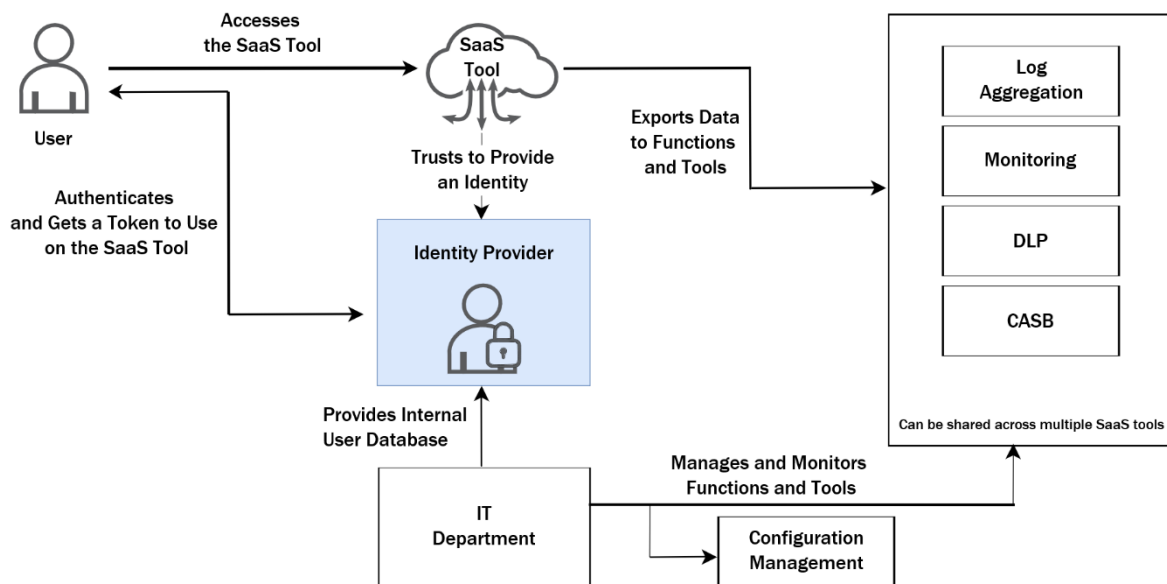 Accesses
the SaaS Tool
SaaS
Tool
User
Exports Data
to Functions
and Tools
Log
Aggregation
Monitoring
DLP
CASB
Can be shared across multiple SaaS tools
Trusts to Provide
an Identity
Authenticates
and Gets a Token to Use
on the SaaS Tool
Identity Provider
Provides Internal
User Database
IT
Department
Manages and Monitors
Functions and Tools
Configuration
Management